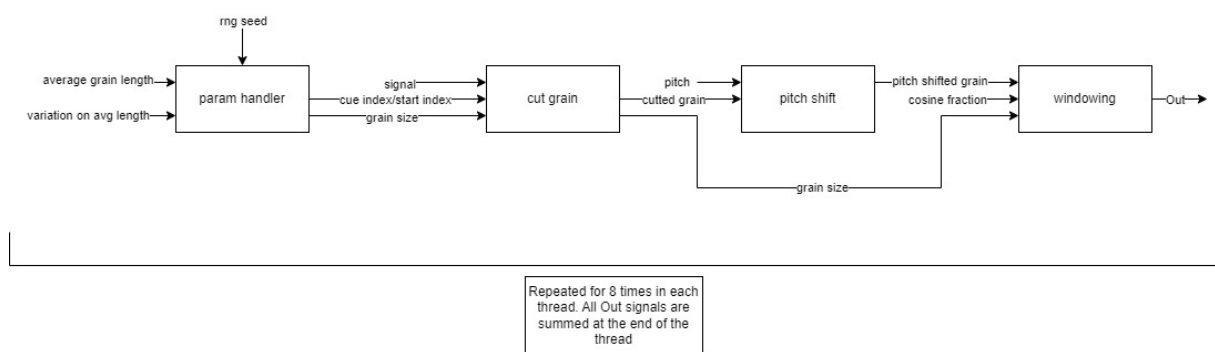 rng seed
average grain length
variation on avg length
param handler
signal
cue index/start index
grain size
cut grain
pitch
cutted grain
pitch shift
pitch shifted grain
cosine fraction
windowing
Out
grain size
Repeated for 8 times in each
thread. All Out signals are
summed at the end of the
thread